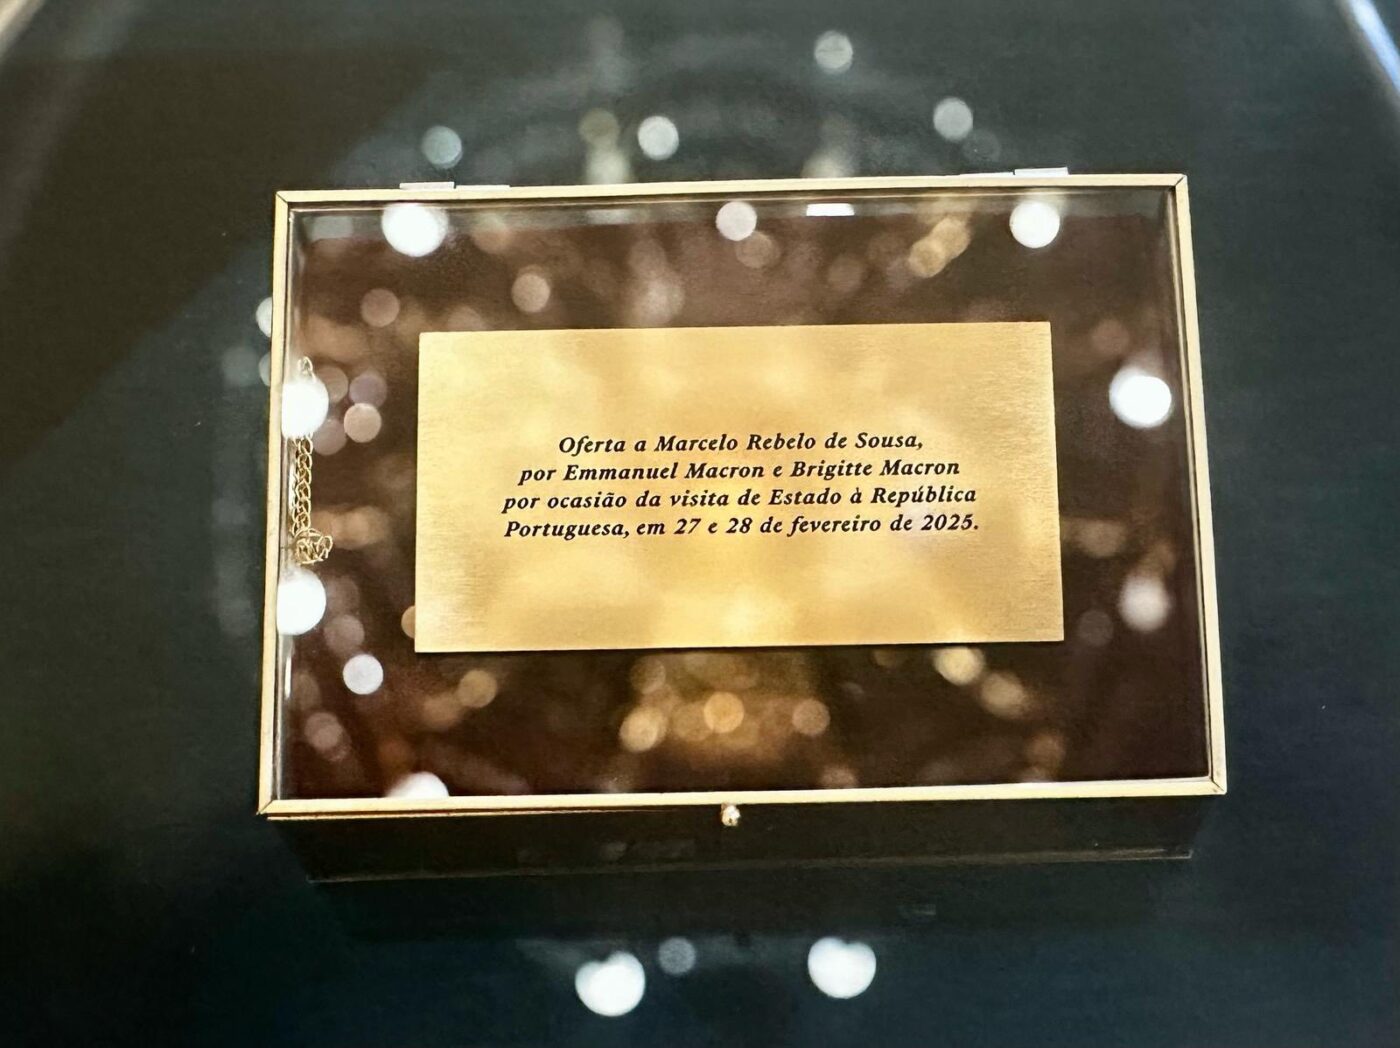 Oferta a Marcelo Rebelo de Sousa,
por Emmanuel Macron e Brigitte Macron
por ocasião da visita de Estado à República
Portuguesa, em 27 e 28 de fevereiro de 2025.